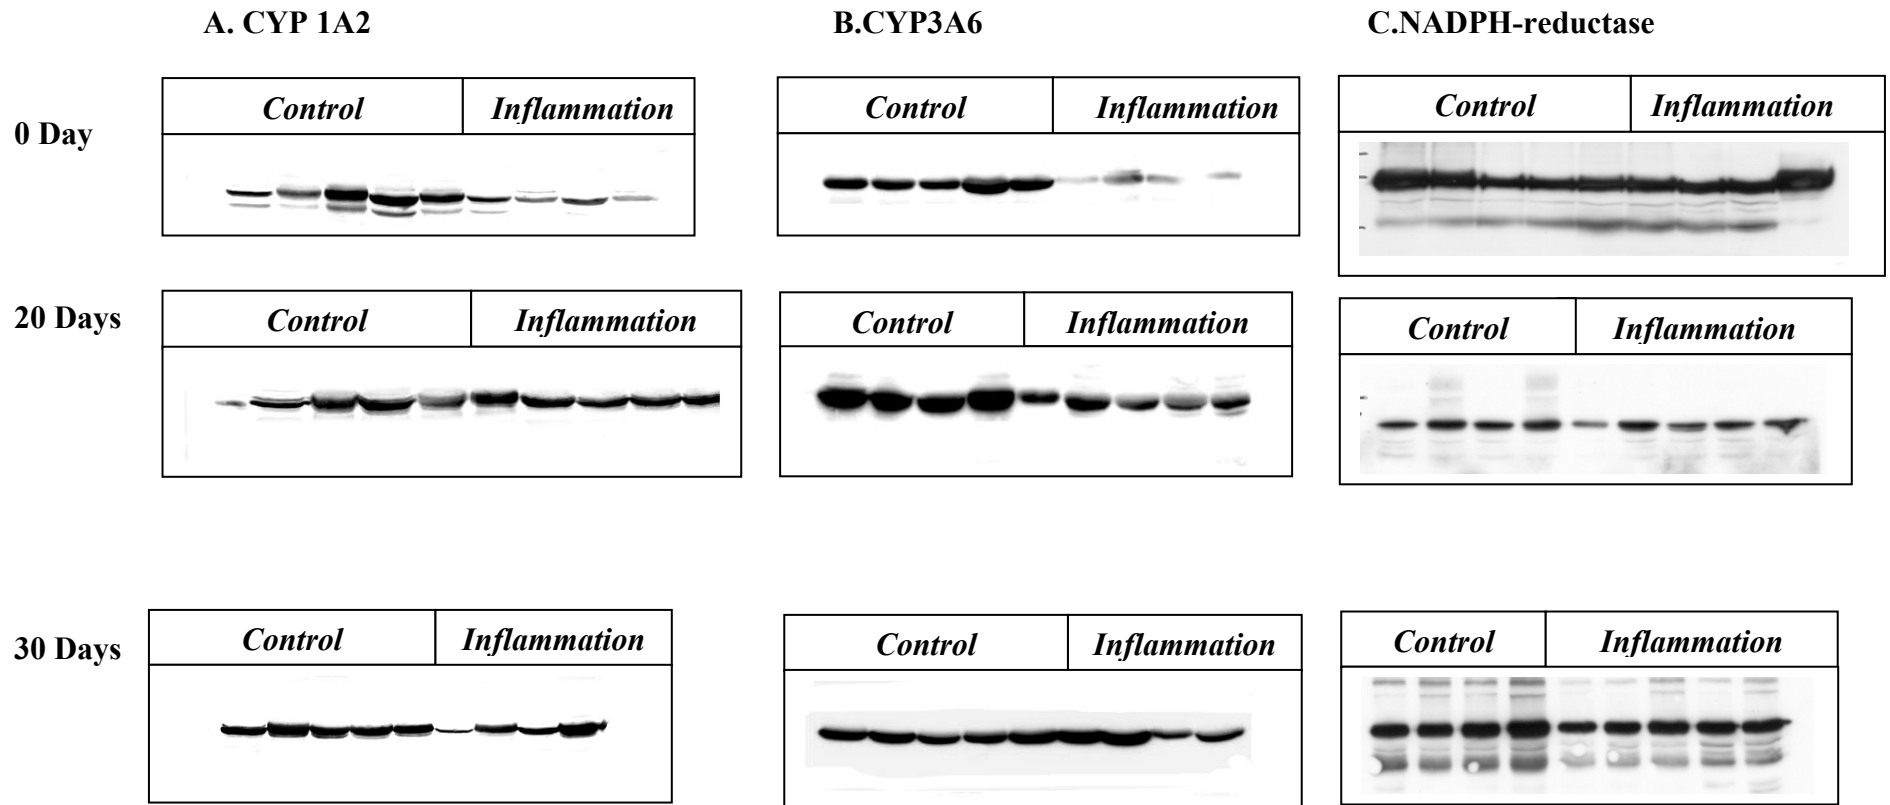 A. CYP 1A2
B.CYP3A6
C.NADPH-reductase
0 Day
Control Inflammation
Control Inflammation
Control Inflammation
20 Days
Control Inflammation
Control Inflammation
Control Inflammation
30 Days
Control Inflammation
Control Inflammation
Control Inflammation